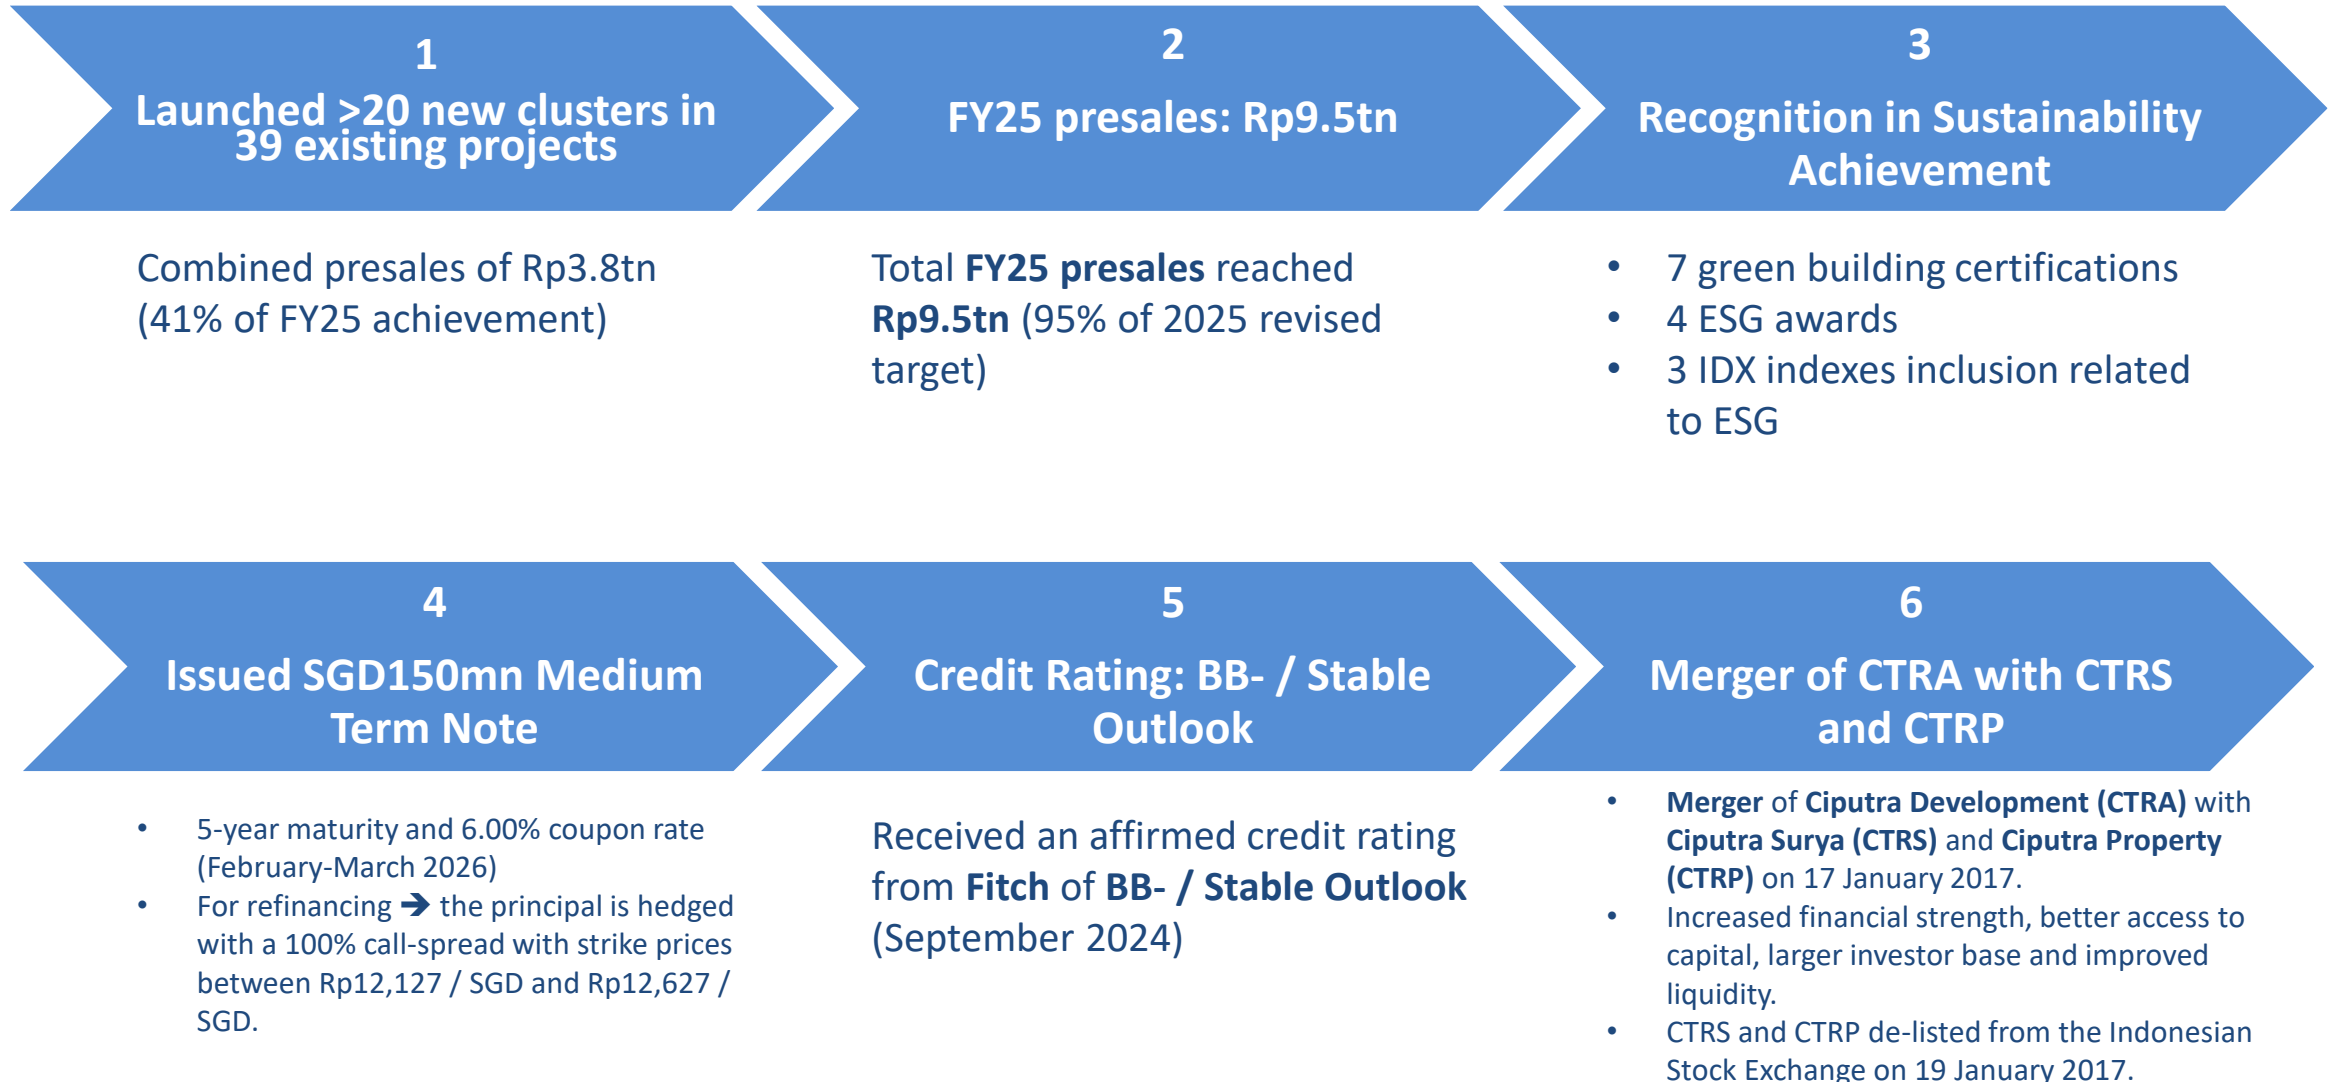 1
Launched >20 new clusters in
39 existing projects
Combined presales of Rp3.8tn
(41% of FY25 achievement)
2
FY25 presales: Rp9.5tn
Total FY25 presales reached
Rp9.5tn (95% of 2025 revised
target)
3
Recognition in Sustainability
Achievement
• 7 green building certifications
• 4 ESG awards
• 3 IDX indexes inclusion related
to ESG
4
Issued SGD150mn Medium
Term Note
• 5-year maturity and 6.00% coupon rate
(February-March 2026)
• For refinancing ➔ the principal is hedged
with a 100% call-spread with strike prices
between Rp12,127 / SGD and Rp12,627 /
SGD.
5
Credit Rating: BB- / Stable
Outlook
Received an affirmed credit rating
from Fitch of BB- / Stable Outlook
(September 2024)
6
Merger of CTRA with CTRS
and CTRP
• Merger of Ciputra Development (CTRA) with
Ciputra Surya (CTRS) and Ciputra Property
(CTRP) on 17 January 2017.
• Increased financial strength, better access to
capital, larger investor base and improved
liquidity.
• CTRS and CTRP de-listed from the Indonesian
Stock Exchange on 19 January 2017.